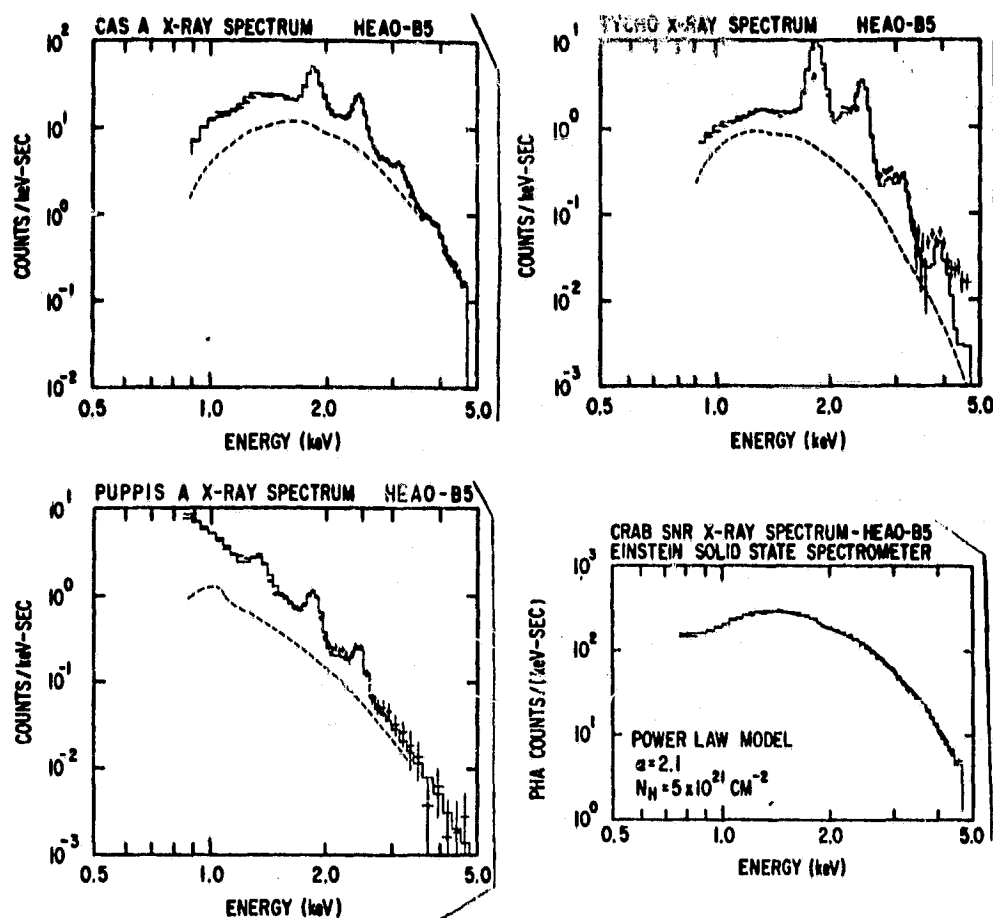 CAS A X-RAY SPECTRUM HEAO-B5
10²
10¹
10⁰
10⁻¹
10⁻²
COUNTS/keV-SEC
0.5 1.0 2.0 5.0
ENERGY (keV)
TYCHO X-RAY SPECTRUM HEAO-B5
10¹
10⁰
10⁻¹
10⁻²
10⁻³
COUNTS/keV-SEC
0.5 1.0 2.0 5.0
ENERGY (keV)
PUPPIS A X-RAY SPECTRUM HEAO-B5
10¹
10⁰
10⁻¹
10⁻²
10⁻³
COUNTS/keV-SEC
0.5 1.0 2.0 5.0
ENERGY (keV)
CRAB SNR X-RAY SPECTRUM-HEAO-B5
EINSTEIN SOLID STATE SPECTROMETER
10³
10²
10¹
10⁰
PHA COUNTS/(keV-SEC)
POWER LAW MODEL
α=2.1
N_H=5x10²¹ CM⁻²
0.5 1.0 2.0 5.0
ENERGY (keV)